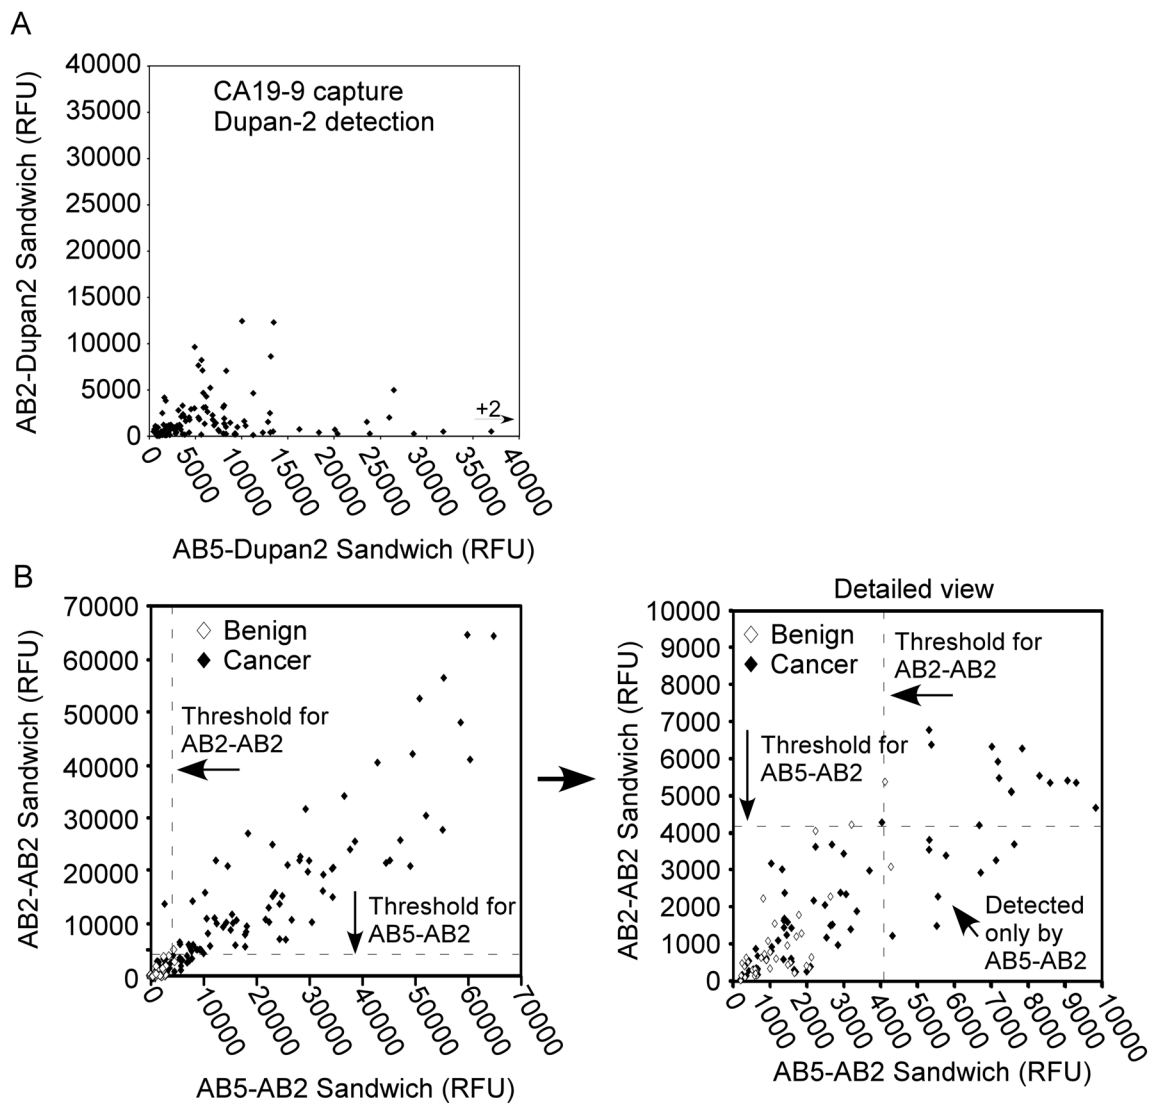 A
40000
35000
30000
25000
20000
15000
10000
5000
0
AB2-Dupan2 Sandwich (RFU)
CA19-9 capture
Dupan-2 detection
+2
0
5000
10000
15000
20000
25000
30000
35000
40000
AB5-Dupan2 Sandwich (RFU)
B
70000
60000
50000
40000
30000
20000
10000
0
AB2-AB2 Sandwich (RFU)
Benign
Cancer
Threshold for
AB2-AB2
Threshold for
AB5-AB2
0
10000
20000
30000
40000
50000
60000
70000
AB5-AB2 Sandwich (RFU)
Detailed view
10000
9000
8000
7000
6000
5000
4000
3000
2000
1000
0
AB2-AB2 Sandwich (RFU)
Benign
Cancer
Threshold for
AB2-AB2
Threshold for
AB5-AB2
Detected
only by
AB5-AB2
0
1000
2000
3000
4000
5000
6000
7000
8000
9000
10000
AB5-AB2 Sandwich (RFU)